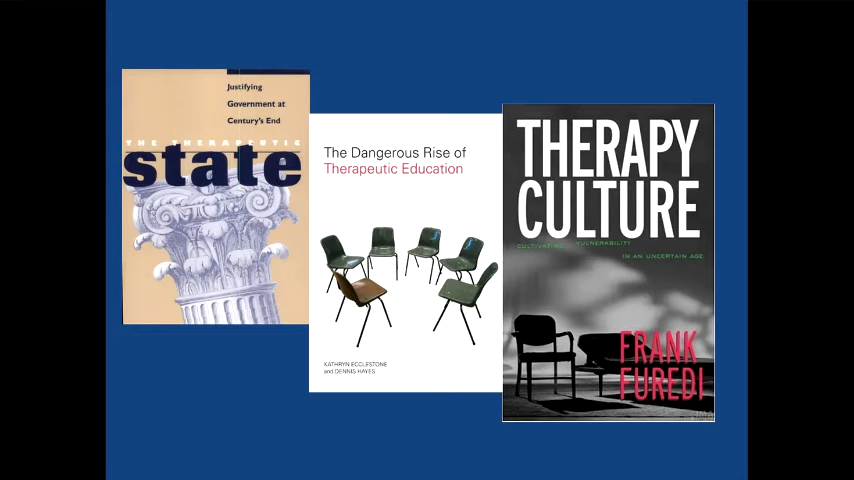 Justifying
Government at
Century's End
THE THERAPEUTIC
state
The Dangerous Rise of
Therapeutic Education
KATHRYN ECCLESTONE
and DENNIS HAYES
THERAPY
CULTURE
CULTIVATING VULNERABILITY
IN AN UNCERTAIN AGE
FRANK
FUREDI